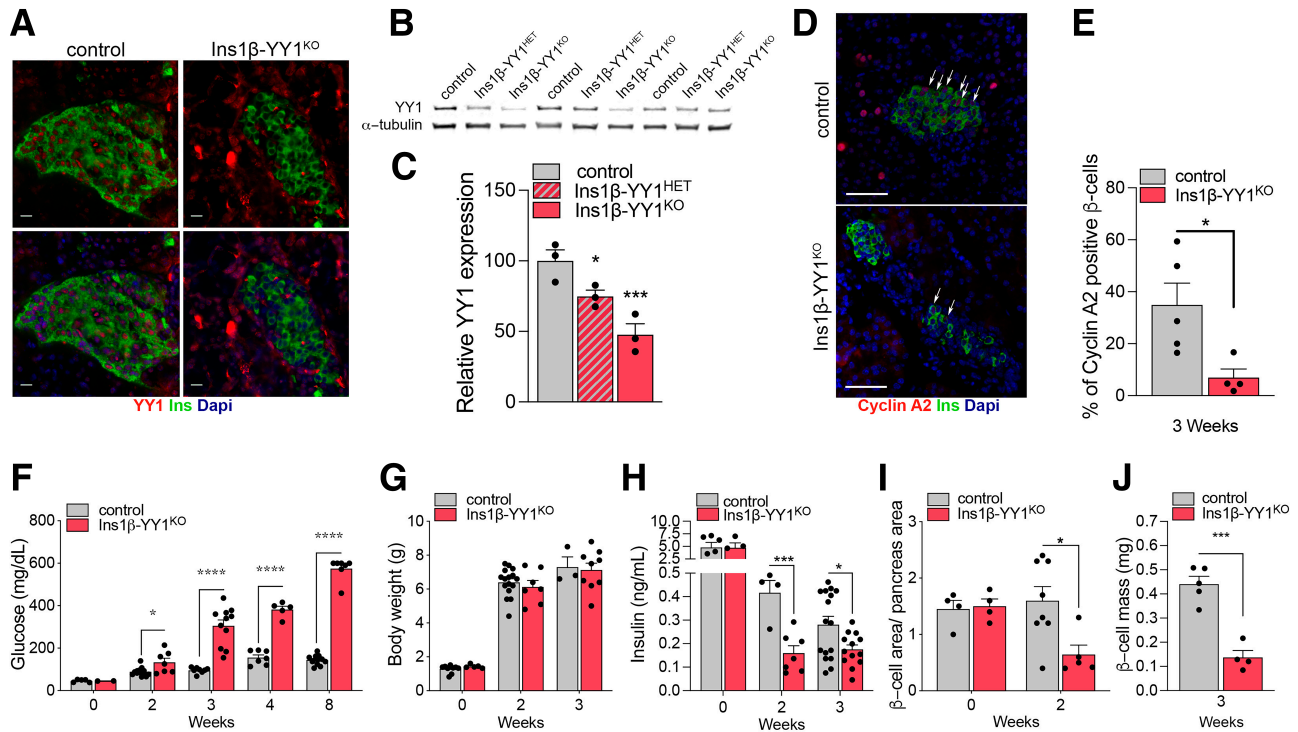 A
control
Ins1β-YY1KO
YY1 Ins Dapi
B
control
Ins1β-YY1HET
Ins1β-YY1KO
control
Ins1β-YY1HET
Ins1β-YY1KO
control
Ins1β-YY1HET
Ins1β-YY1KO
YY1
α−tubulin
C
control
Ins1β-YY1HET
Ins1β-YY1KO
Relative YY1 expression
150
100
50
0
*
***
D
control
Ins1β-YY1KO
Cyclin A2 Ins Dapi
E
control
Ins1β-YY1KO
% of Cyclin A2 positive β-cells
80
60
40
20
0
*
3 Weeks
F
control
Ins1β-YY1KO
Glucose (mg/dL)
800
600
400
200
0
*
****
****
****
0 2 3 4 8
Weeks
G
control
Ins1β-YY1KO
Body weight (g)
10
8
6
4
2
0
0 2 3
Weeks
H
control
Ins1β-YY1KO
Insulin (ng/mL)
10.0
7.5
5.0
2.5
0.5
0.4
0.3
0.2
0.1
0.0
***
*
0 2 3
Weeks
I
control
Ins1β-YY1KO
β−cell area/ pancreas area
3
2
1
0
*
0 2
Weeks
J
control
Ins1β-YY1KO
β−cell mass (mg)
0.7
0.6
0.5
0.4
0.3
0.2
0.1
0.0
***
3
Weeks